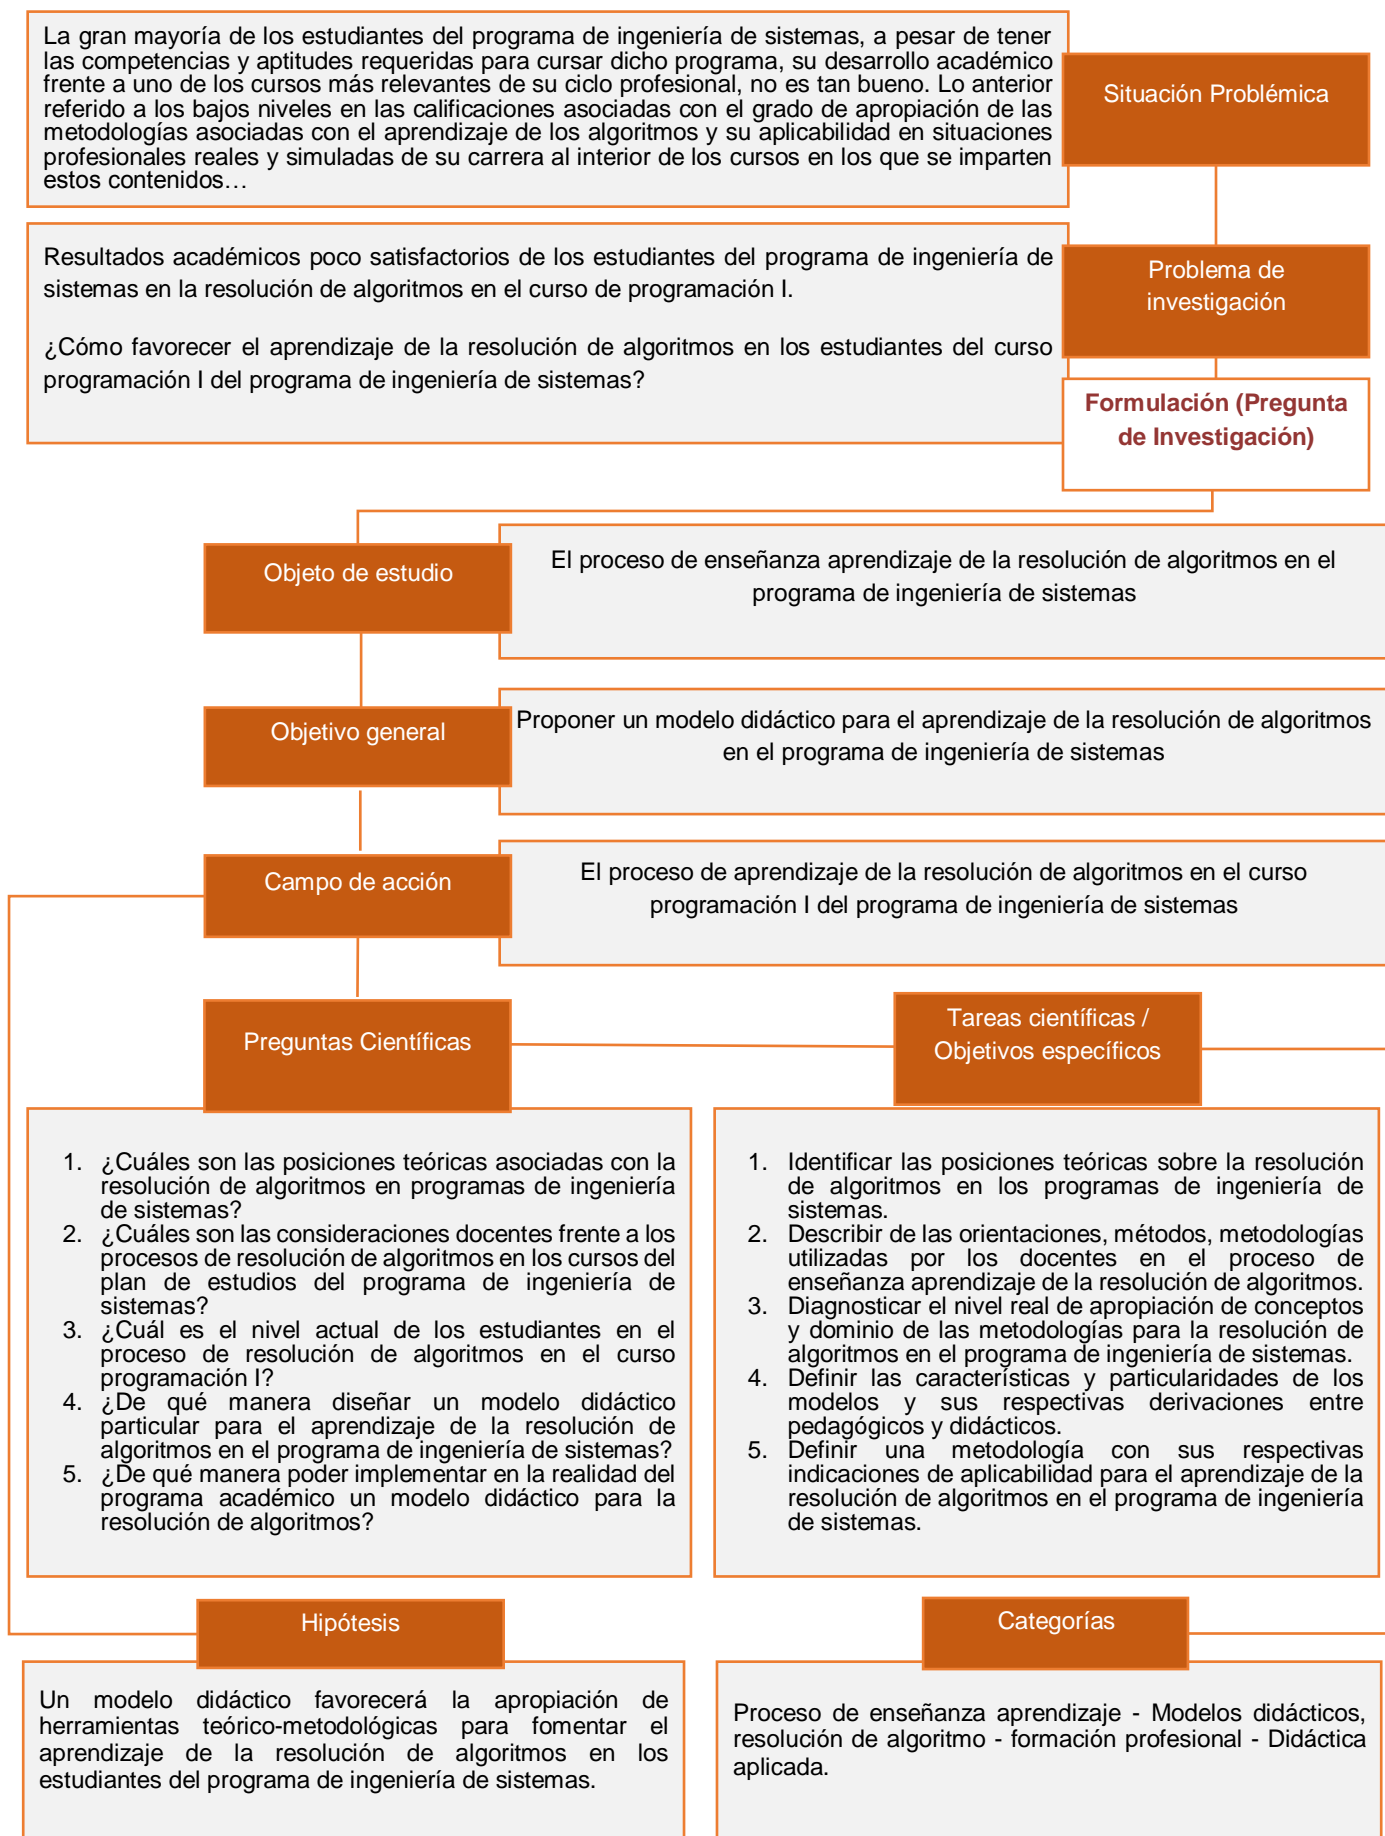 La gran mayoría de los estudiantes del programa de ingeniería de sistemas, a pesar de tener
las competencias y aptitudes requeridas para cursar dicho programa, su desarrollo académico
frente a uno de los cursos más relevantes de su ciclo profesional, no es tan bueno. Lo anterior
referido a los bajos niveles en las calificaciones asociadas con el grado de apropiación de las
metodologías asociadas con el aprendizaje de los algoritmos y su aplicabilidad en situaciones
profesionales reales y simuladas de su carrera al interior de los cursos en los que se imparten
estos contenidos…
Situación Problémica
Resultados académicos poco satisfactorios de los estudiantes del programa de ingeniería de
sistemas en la resolución de algoritmos en el curso de programación I.
¿Cómo favorecer el aprendizaje de la resolución de algoritmos en los estudiantes del curso
programación I del programa de ingeniería de sistemas?
Problema de
investigación
Formulación (Pregunta
de Investigación)
Objeto de estudio
El proceso de enseñanza aprendizaje de la resolución de algoritmos en el
programa de ingeniería de sistemas
Objetivo general
Proponer un modelo didáctico para el aprendizaje de la resolución de algoritmos
en el programa de ingeniería de sistemas
Campo de acción
El proceso de aprendizaje de la resolución de algoritmos en el curso
programación I del programa de ingeniería de sistemas
Preguntas Científicas
Tareas científicas /
Objetivos específicos
1. ¿Cuáles son las posiciones teóricas asociadas con la
resolución de algoritmos en programas de ingeniería
de sistemas?
2. ¿Cuáles son las consideraciones docentes frente a los
procesos de resolución de algoritmos en los cursos del
plan de estudios del programa de ingeniería de
sistemas?
3. ¿Cuál es el nivel actual de los estudiantes en el
proceso de resolución de algoritmos en el curso
programación I?
4. ¿De qué manera diseñar un modelo didáctico
particular para el aprendizaje de la resolución de
algoritmos en el programa de ingeniería de sistemas?
5. ¿De qué manera poder implementar en la realidad del
programa académico un modelo didáctico para la
resolución de algoritmos?
1. Identificar las posiciones teóricas sobre la resolución
de algoritmos en los programas de ingeniería de
sistemas.
2. Describir de las orientaciones, métodos, metodologías
utilizadas por los docentes en el proceso de
enseñanza aprendizaje de la resolución de algoritmos.
3. Diagnosticar el nivel real de apropiación de conceptos
y dominio de las metodologías para la resolución de
algoritmos en el programa de ingeniería de sistemas.
4. Definir las características y particularidades de los
modelos y sus respectivas derivaciones entre
pedagógicos y didácticos.
5. Definir una metodología con sus respectivas
indicaciones de aplicabilidad para el aprendizaje de la
resolución de algoritmos en el programa de ingeniería
de sistemas.
Hipótesis
Un modelo didáctico favorecerá la apropiación de
herramientas teórico-metodológicas para fomentar el
aprendizaje de la resolución de algoritmos en los
estudiantes del programa de ingeniería de sistemas.
Categorías
Proceso de enseñanza aprendizaje - Modelos didácticos,
resolución de algoritmo - formación profesional - Didáctica
aplicada.